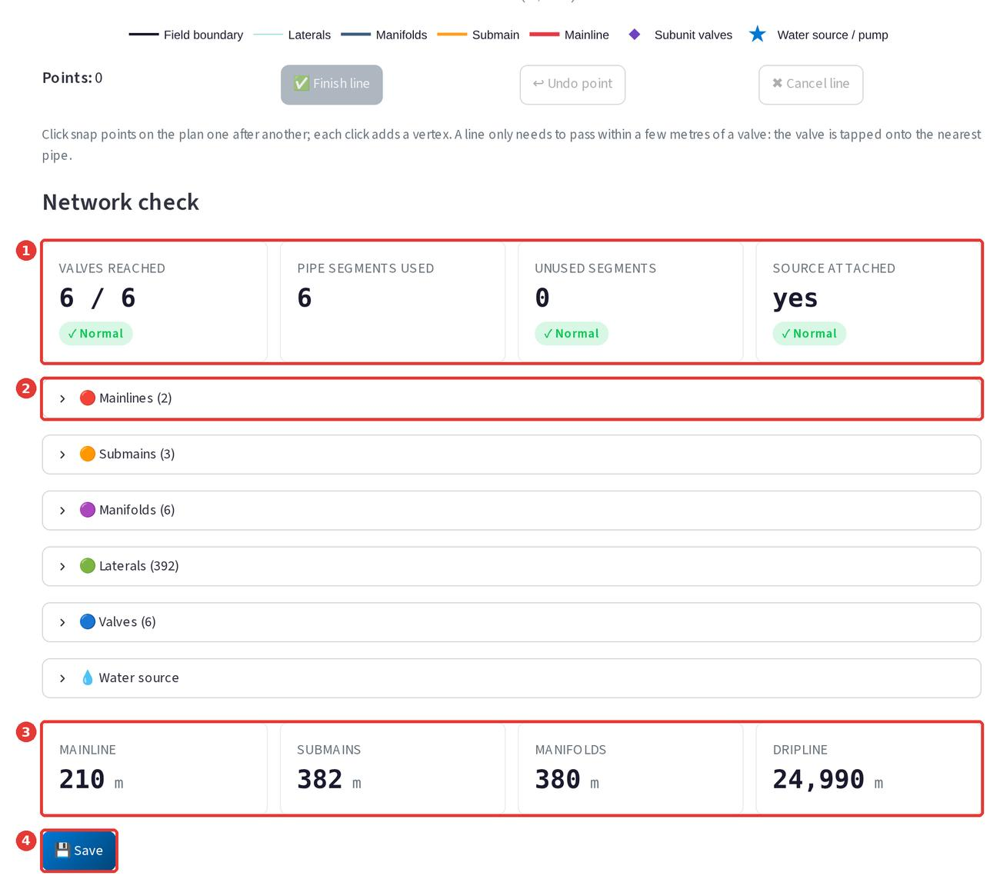 Field boundary Laterals Manifolds Submain Mainline Subunit valves Water source / pump
Points: 0
✅ Finish line
↩ Undo point
✖ Cancel line
Click snap points on the plan one after another; each click adds a vertex. A line only needs to pass within a few metres of a valve: the valve is tapped onto the nearest
pipe.
Network check
1
VALVES REACHED
6 / 6
✓ Normal
PIPE SEGMENTS USED
6
UNUSED SEGMENTS
0
✓ Normal
SOURCE ATTACHED
yes
✓ Normal
2
Mainlines (2)
Submains (3)
Manifolds (6)
Laterals (392)
Valves (6)
Water source
3
MAINLINE
210 m
SUBMAINS
382 m
MANIFOLDS
380 m
DRIPLINE
24,990 m
4
Save